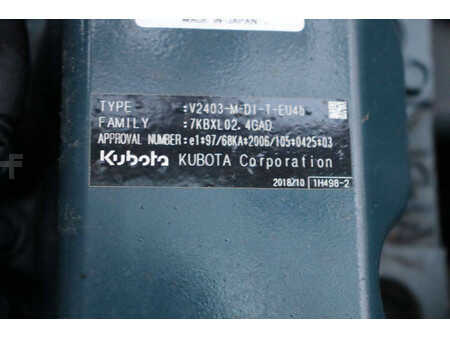 MADE IN JAPAN
TYPE :V2403-M-DI-T-EU4b
FAMILY :7KBXL02.4GAD
APPROVAL NUMBER:e1*97/68KA*2006/105*0425*03
Kubota KUBOTA Corporation
2018/10 1H498-2